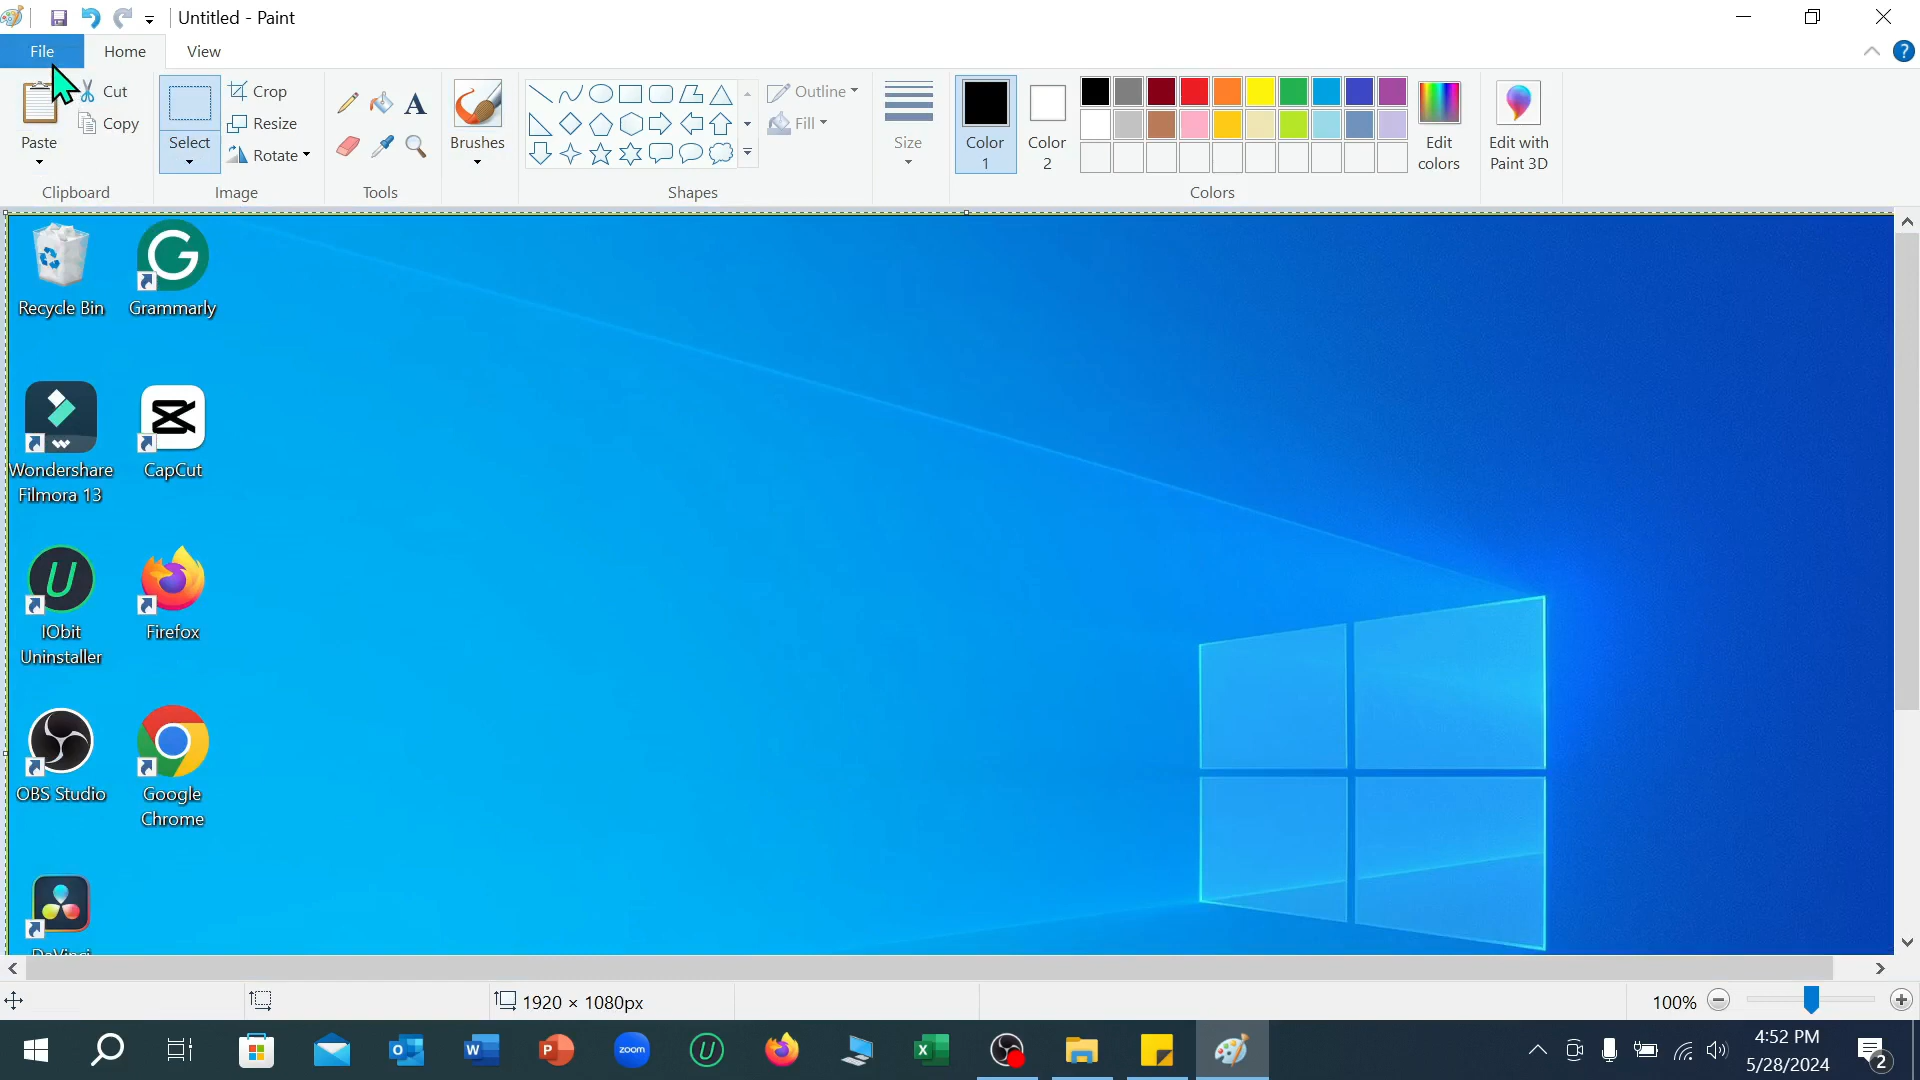 Untitled - Paint
File Home View
Paste
Cut
Copy
Clipboard
Select
Crop
Resize
Rotate
Image
Tools
Brushes
Shapes
Outline
Fill
Size
Color
1
Color
2
Colors
Edit
colors
Edit with
Paint 3D
Recycle Bin
Grammarly
Wondershare
Filmora 13
CapCut
IObit
Uninstaller
Firefox
OBS Studio
Google
Chrome
DaVinci
1920 × 1080px
100%
zoom
4:52 PM
5/28/2024
2